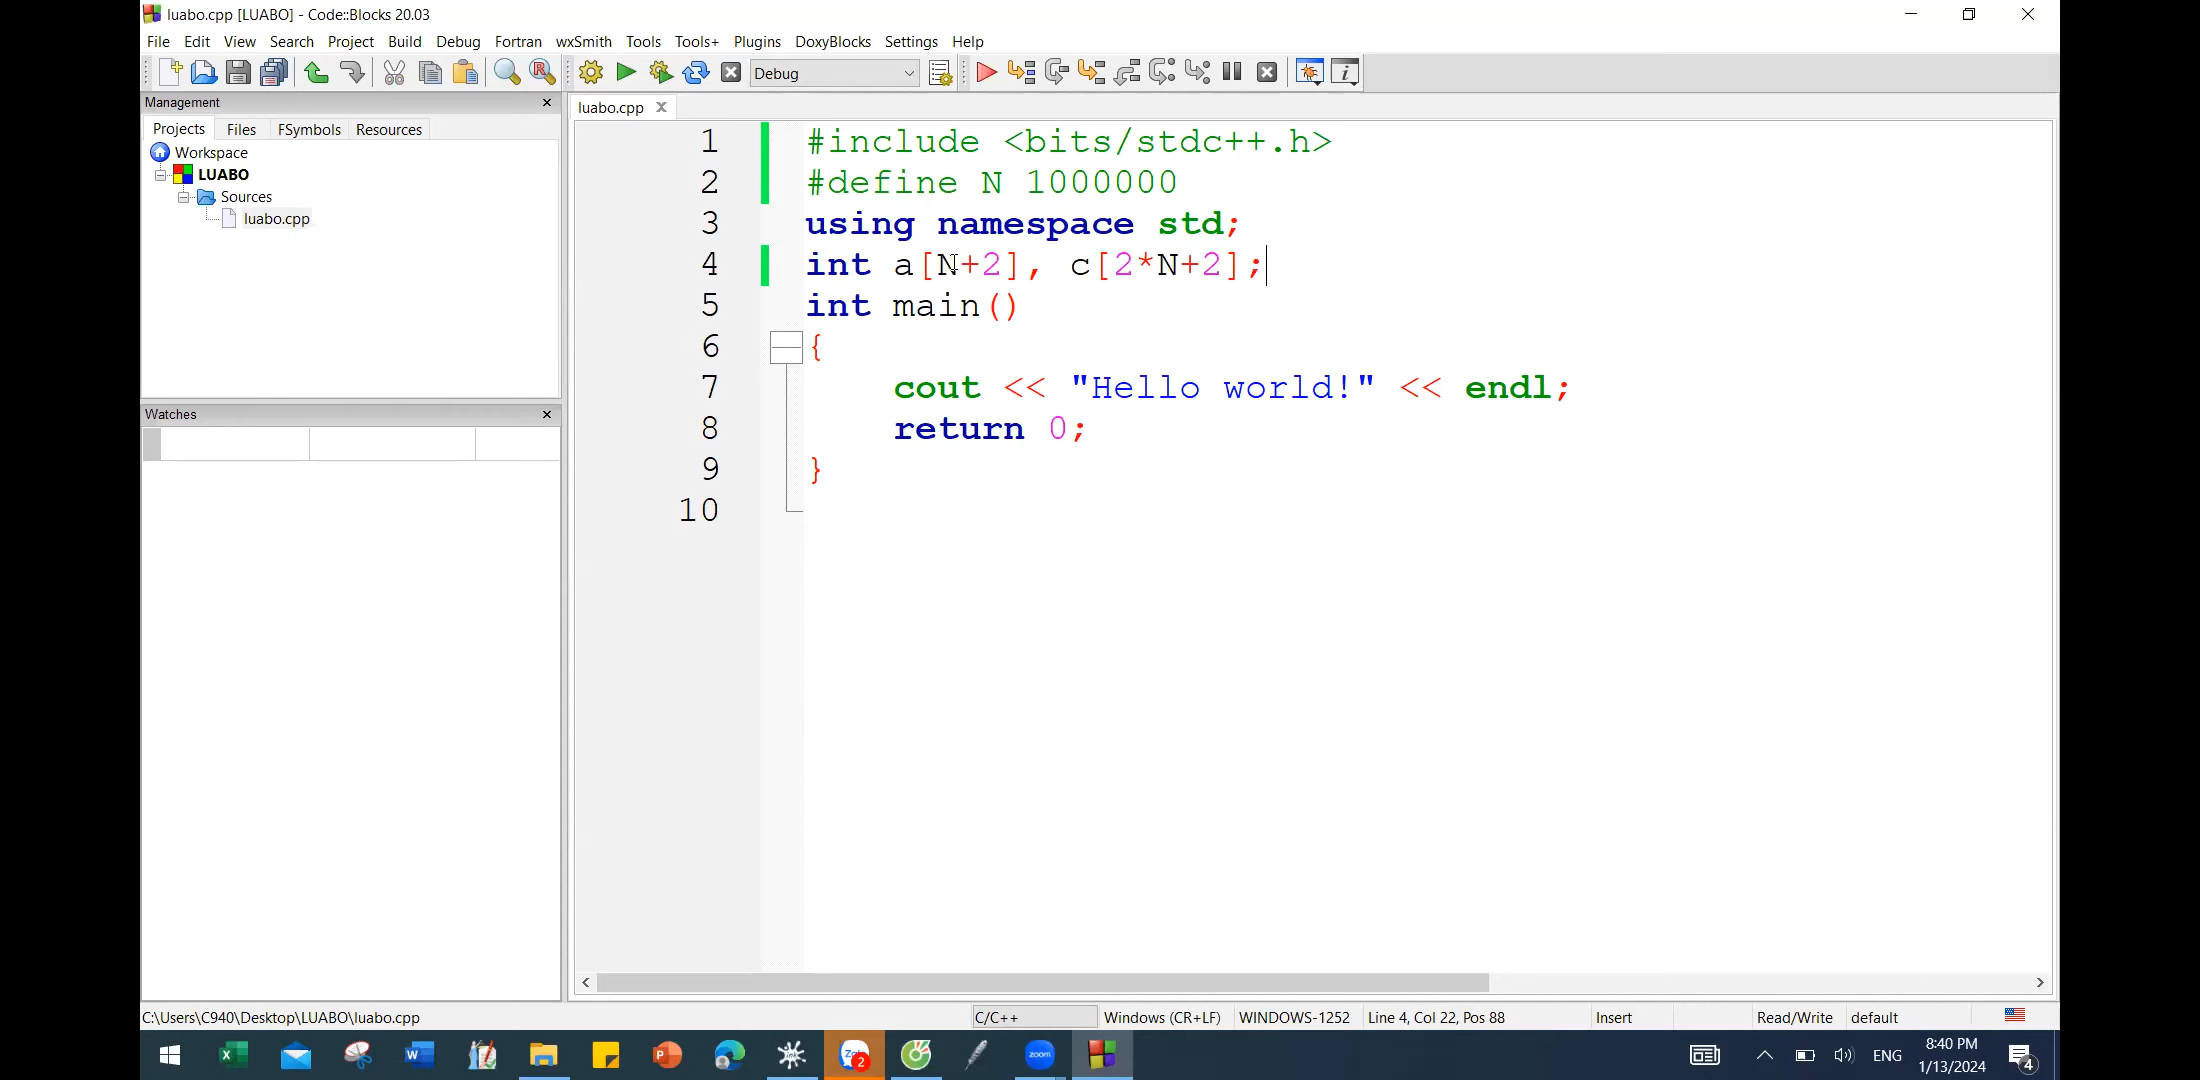 luabo.cpp [LUABO] - Code::Blocks 20.03
File Edit View Search Project Build Debug Fortran wxSmith Tools Tools+ Plugins DoxyBlocks Settings Help
Debug
Management
Projects Files FSymbols Resources
Workspace
LUABO
Sources
luabo.cpp
Watches
luabo.cpp
1 #include <bits/stdc++.h>
2 #define N 1000000
3 using namespace std;
4 int a[N+2], c[2*N+2];
5 int main()
6 {
7 cout << "Hello world!" << endl;
8 return 0;
9 }
10
C:\Users\C940\Desktop\LUABO\luabo.cpp C/C++ Windows (CR+LF) WINDOWS-1252 Line 4, Col 22, Pos 88 Insert Read/Write default
zoom 2 ENG 8:40 PM 4
1/13/2024